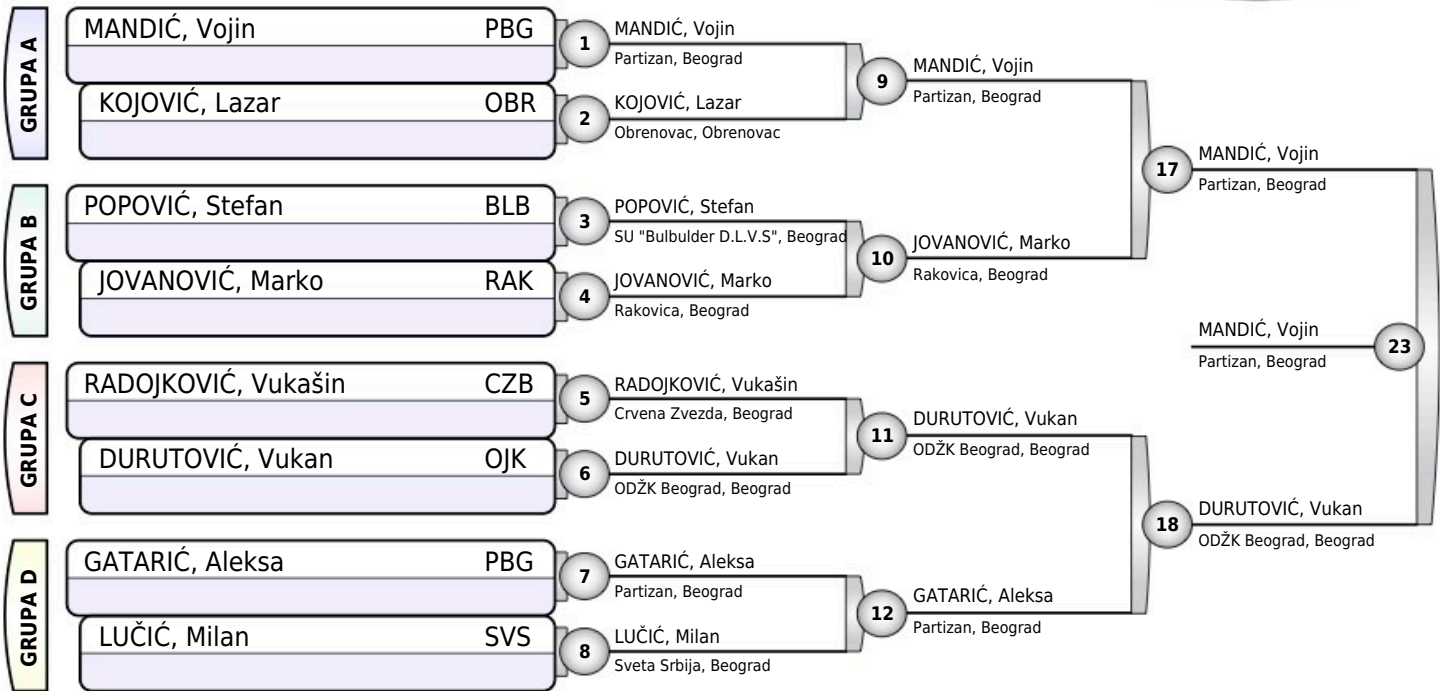 GRUPA A
MANDIĆ, Vojin PBG
KOJOVIĆ, Lazar OBR
GRUPA B
POPOVIĆ, Stefan BLB
JOVANOVIĆ, Marko RAK
GRUPA C
RADOJKOVIĆ, Vukašin CZB
DURUTOVIĆ, Vukan OJK
GRUPA D
GATARIĆ, Aleksa PBG
LUČIĆ, Milan SVS
1
MANDIĆ, Vojin
Partizan, Beograd
2
KOJOVIĆ, Lazar
Obrenovac, Obrenovac
3
POPOVIĆ, Stefan
SU "Bulbulder D.L.V.S", Beograd
4
JOVANOVIĆ, Marko
Rakovica, Beograd
5
RADOJKOVIĆ, Vukašin
Crvena Zvezda, Beograd
6
DURUTOVIĆ, Vukan
ODŽK Beograd, Beograd
7
GATARIĆ, Aleksa
Partizan, Beograd
8
LUČIĆ, Milan
Sveta Srbija, Beograd
9
MANDIĆ, Vojin
Partizan, Beograd
10
JOVANOVIĆ, Marko
Rakovica, Beograd
11
DURUTOVIĆ, Vukan
ODŽK Beograd, Beograd
12
GATARIĆ, Aleksa
Partizan, Beograd
17
MANDIĆ, Vojin
Partizan, Beograd
18
DURUTOVIĆ, Vukan
ODŽK Beograd, Beograd
MANDIĆ, Vojin
Partizan, Beograd
23